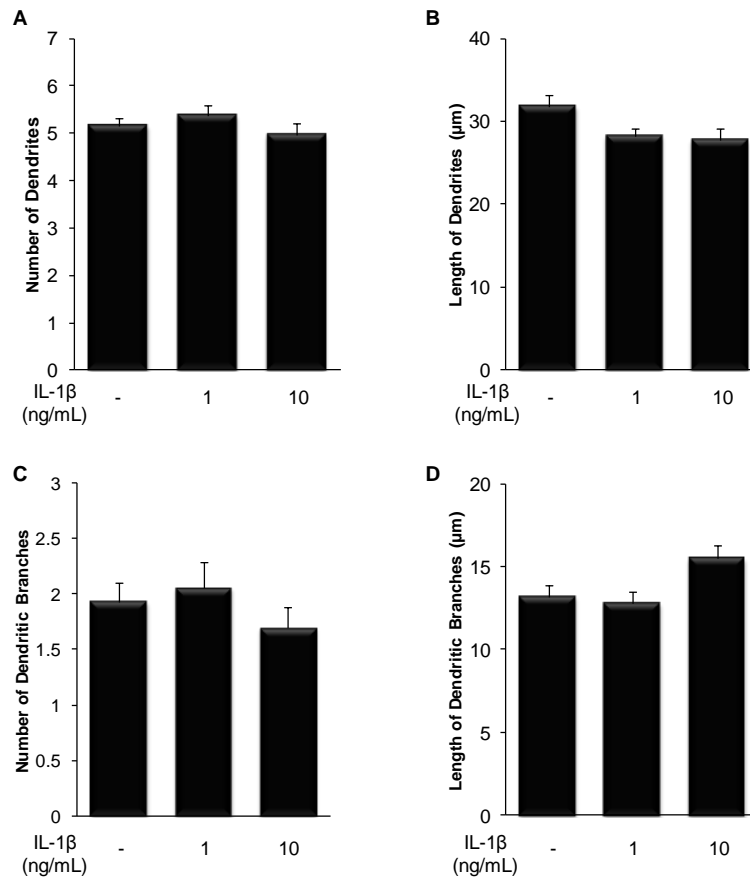 A
Number of Dendrites
7
6
5
4
3
2
1
0
IL-1β
(ng/mL)
-
1
10
B
Length of Dendrites (µm)
40
30
20
10
0
IL-1β
(ng/mL)
-
1
10
C
Number of Dendritic Branches
3
2.5
2
1.5
1
0.5
0
IL-1β
(ng/mL)
-
1
10
D
Length of Dendritic Branches (µm)
20
15
10
5
0
IL-1β
(ng/mL)
-
1
10